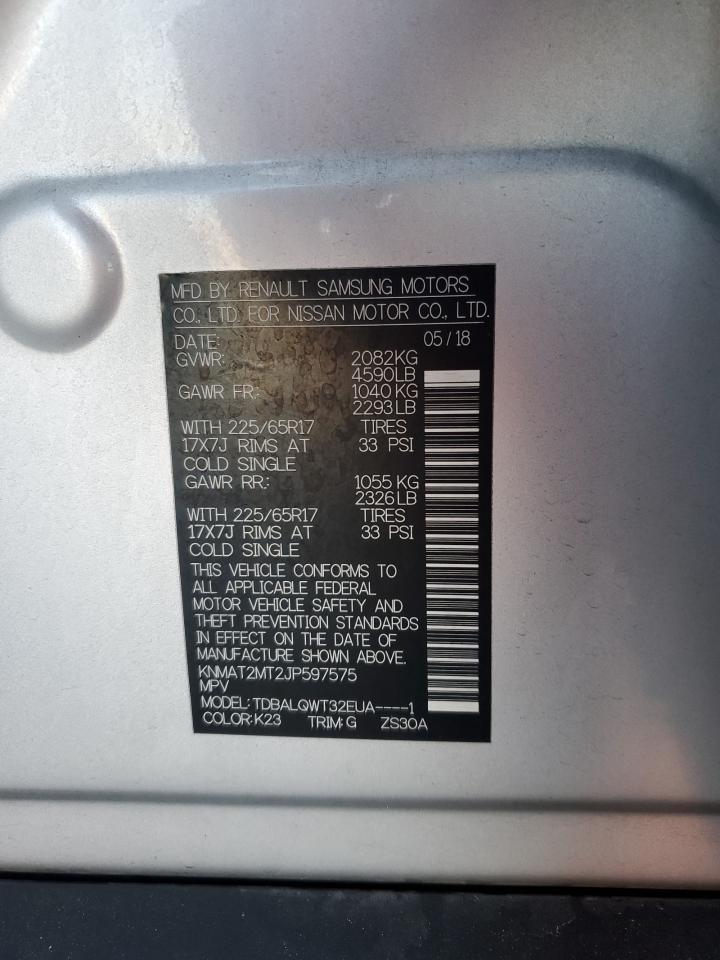 MFD BY RENAULT SAMSUNG MOTORS
CO., LTD. FOR NISSAN MOTOR CO., LTD.
DATE: 05/18
GVWR: 2082KG
4590LB
GAWR FR: 1040 KG
2293LB
WITH 225/65R17 TIRES
17X7J RIMS AT 33 PSI
COLD SINGLE
GAWR RR: 1055 KG
2326LB
WITH 225/65R17 TIRES
17X7J RIMS AT 33 PSI
COLD SINGLE
THIS VEHICLE CONFORMS TO
ALL APPLICABLE FEDERAL
MOTOR VEHICLE SAFETY AND
THEFT PREVENTION STANDARDS
IN EFFECT ON THE DATE OF
MANUFACTURE SHOWN ABOVE.
KNMAT2MT2JP597575
MPV
MODEL: TDBALQWT32EUA----1
COLOR: K23 TRIM: G ZS30A